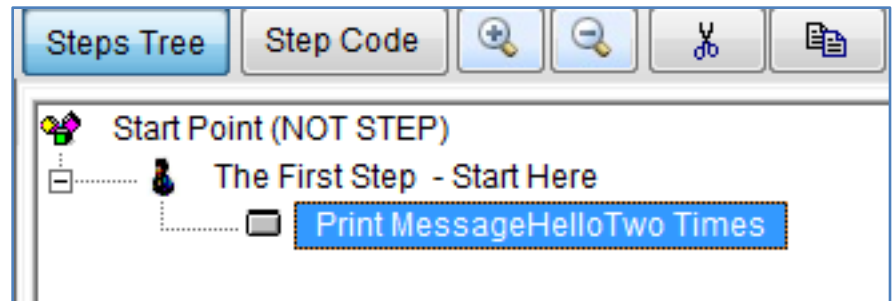 Steps Tree Step Code
Start Point (NOT STEP)
The First Step - Start Here
Print MessageHelloTwo Times